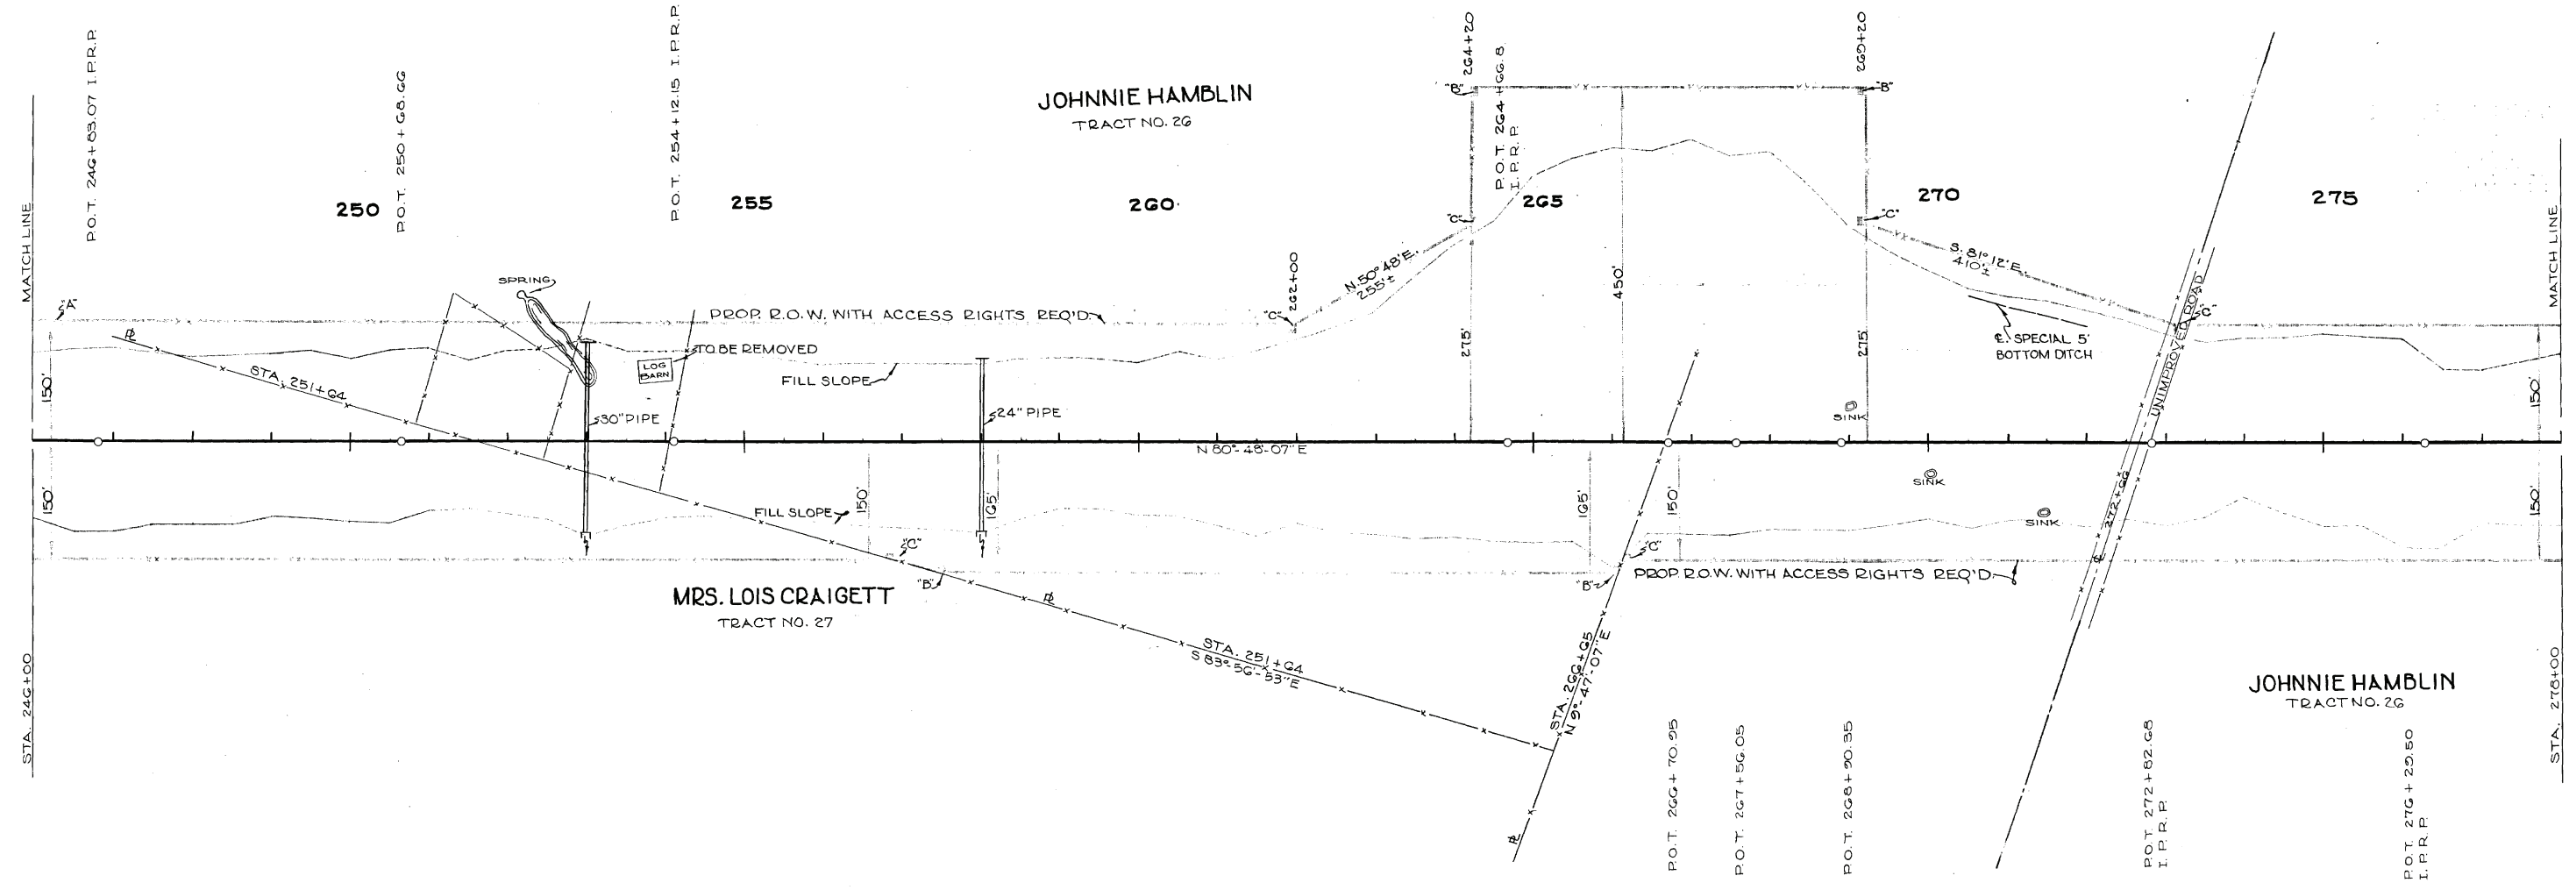 P.O.T. 246+83.07 I.P.R.P.
P.O.T. 250+68.66
P.O.T. 254+12.15 I.P.R.P.
JOHNNIE HAMBLIN
TRACT NO. 26
264+20
P.O.T. 264+66.8
I.P.R.P.
269+20
"B"
"B"
250
255
260
265
270
275
MATCH LINE
MATCH LINE
"C"
"C"
SPRING
262+00
N.50°48'E.
255'±
450'
S. 81°12'E.
410'±
"A"
PROP. R.O.W. WITH ACCESS RIGHTS REQ'D.
"C"
"C"
UNIMPROVED ROAD
℄ SPECIAL 5'
BOTTOM DITCH
PL
TO BE REMOVED
LOG
BARN
FILL SLOPE
STA. 251+64
150'
275'
275'
150'
30" PIPE
24" PIPE
SINK
N 80°-48'-07" E
SINK
SINK
150'
150'
165'
165'
150'
150'
FILL SLOPE
272+66
℄
"C"
"C"
"B"
"B"
PROP. R.O.W. WITH ACCESS RIGHTS REQ'D.
MRS. LOIS CRAIGETT
TRACT NO. 27
PL
STA. 251+64
S 83°-56'-53" E
STA. 266+65
N 9°-47'-07" E
JOHNNIE HAMBLIN
TRACT NO. 26
STA. 246+00
STA. 278+00
PL
P.O.T. 266+70.95
P.O.T. 267+56.05
P.O.T. 268+90.35
P.O.T. 272+82.68
I.P.R.P.
P.O.T. 276+29.50
I.P.R.P.